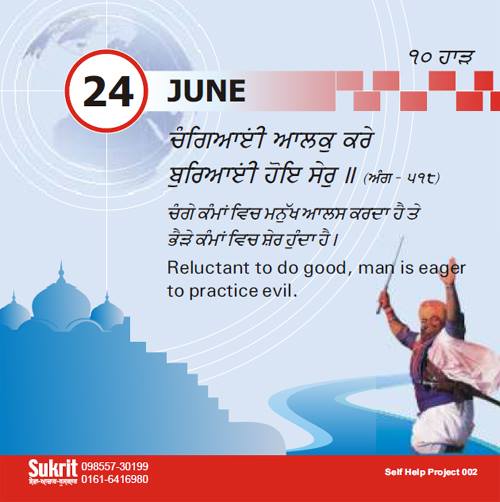 ੧੦ ਹਾੜ
24 JUNE
ਚੰਗਿਆਈਂ ਆਲਕੁ ਕਰੇ
ਬੁਰਿਆਈਂ ਹੋਇ ਸੇਰੁ ॥ (ਅੰਗ - ੫੧੮)
ਚੰਗੇ ਕੰਮਾਂ ਵਿਚ ਮਨੁੱਖ ਆਲਸ ਕਰਦਾ ਹੈ ਤੇ
ਭੈੜੇ ਕੰਮਾਂ ਵਿਚ ਸ਼ੇਰ ਹੁੰਦਾ ਹੈ।
Reluctant to do good, man is eager
to practice evil.
Sukrit 098557-30199
0161-6416980
Self Help Project 002